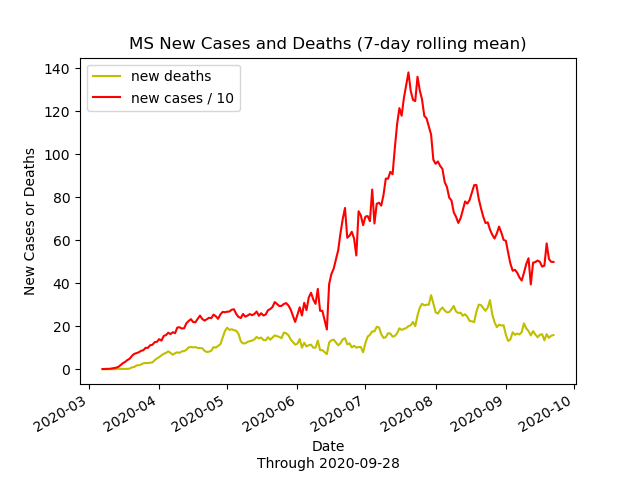 MS New Cases and Deaths (7-day rolling mean)
new deaths
new cases / 10
140
120
100
80
60
40
20
0
New Cases or Deaths
2020-03
2020-04
2020-05
2020-06
2020-07
2020-08
2020-09
2020-10
Date
Through 2020-09-28